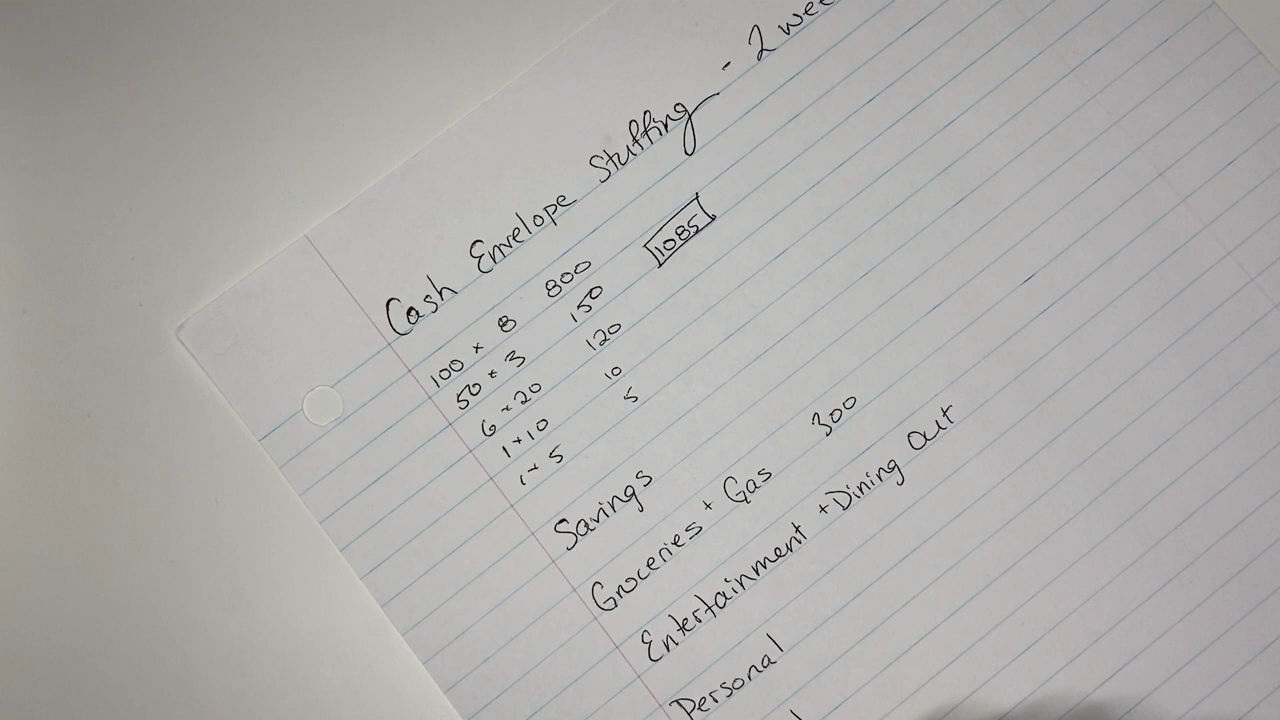 Cash Envelope Stuffing - 2
100 x 8 800 1085
50 x 3 150
6 x 20 120
1 x 10 10
1 x 5 5
Savings
Groceries + Gas 300
Entertainment + Dining Out
Personal